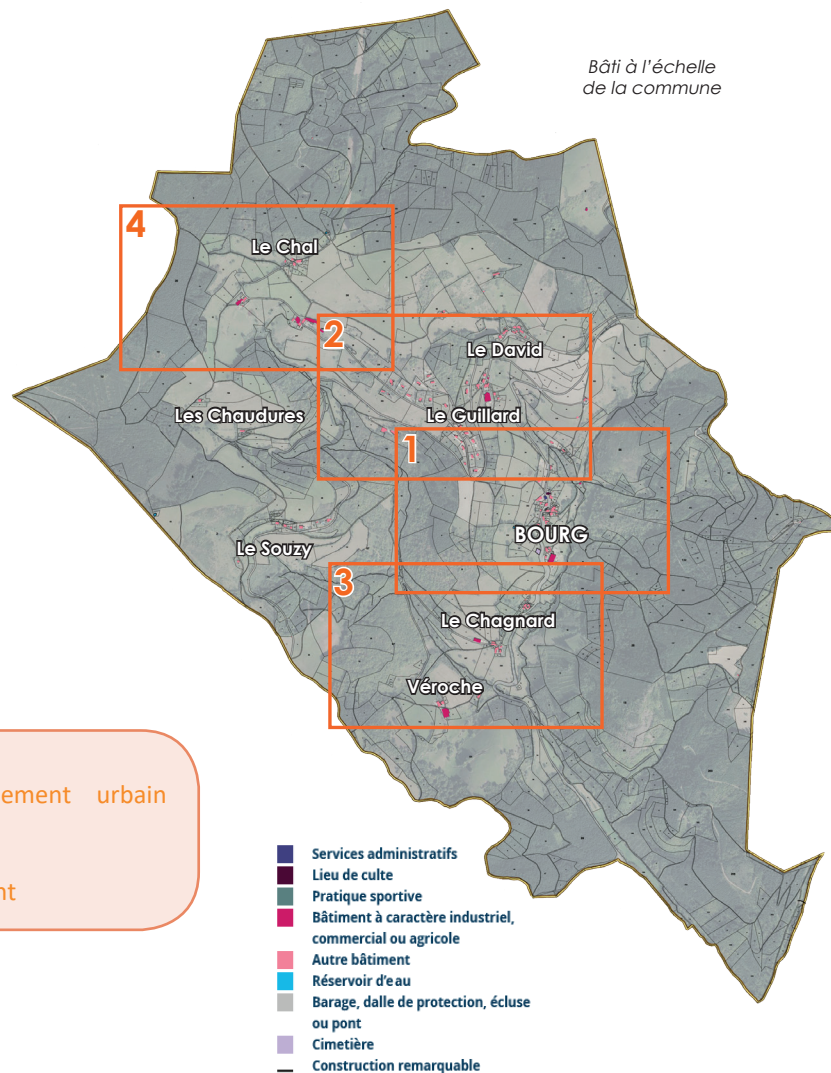 Bâti à l'échelle
de la commune
4
Le Chal
2
Le David
Les Chaudures
Le Guillard
1
BOURG
Le Souzy
3
Le Chagnard
Véroche
ement urbain
nt
Services administratifs
Lieu de culte
Pratique sportive
Bâtiment à caractère industriel,
commercial ou agricole
Autre bâtiment
Réservoir d'eau
Barage, dalle de protection, écluse
ou pont
Cimetière
Construction remarquable